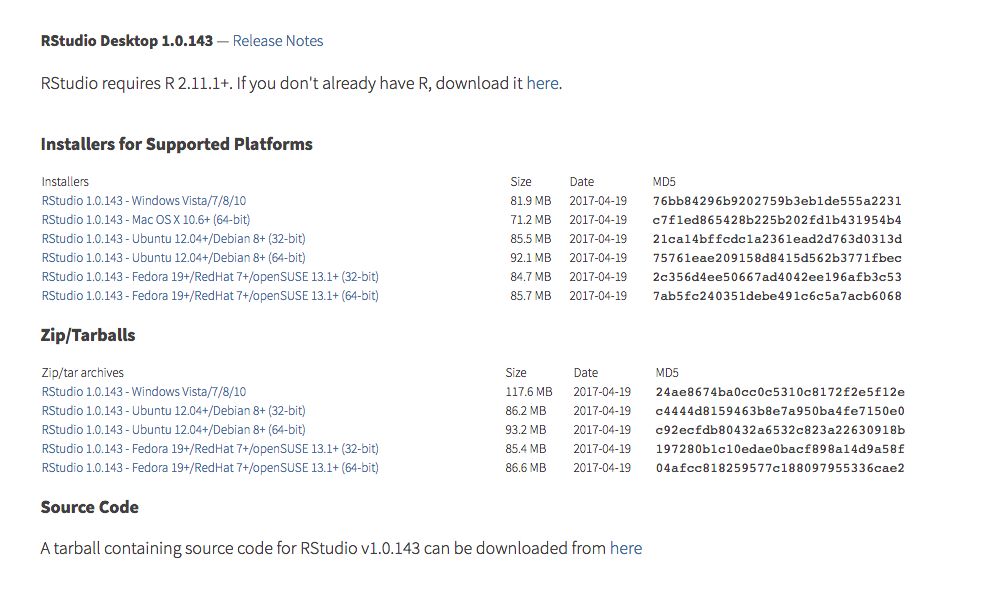 RStudio Desktop 1.0.143 — Release Notes
RStudio requires R 2.11.1+. If you don't already have R, download it here.
Installers for Supported Platforms
Installers Size Date MD5
RStudio 1.0.143 - Windows Vista/7/8/10 81.9 MB 2017-04-19 76bb84296b9202759b3eb1de555a2231
RStudio 1.0.143 - Mac OS X 10.6+ (64-bit) 71.2 MB 2017-04-19 c7f1ed865428b225b202fd1b431954b4
RStudio 1.0.143 - Ubuntu 12.04+/Debian 8+ (32-bit) 85.5 MB 2017-04-19 21ca14bffcdc1a2361ead2d763d0313d
RStudio 1.0.143 - Ubuntu 12.04+/Debian 8+ (64-bit) 92.1 MB 2017-04-19 75761eae209158d8415d562b3771fbec
RStudio 1.0.143 - Fedora 19+/RedHat 7+/openSUSE 13.1+ (32-bit) 84.7 MB 2017-04-19 2c356d4ee50667ad4042ee196afb3c53
RStudio 1.0.143 - Fedora 19+/RedHat 7+/openSUSE 13.1+ (64-bit) 85.7 MB 2017-04-19 7ab5fc240351debe491c6c5a7acb6068
Zip/Tarballs
Zip/tar archives Size Date MD5
RStudio 1.0.143 - Windows Vista/7/8/10 117.6 MB 2017-04-19 24ae8674ba0cc0c5310c8172f2e5f12e
RStudio 1.0.143 - Ubuntu 12.04+/Debian 8+ (32-bit) 86.2 MB 2017-04-19 c4444d8159463b8e7a950ba4fe7150e0
RStudio 1.0.143 - Ubuntu 12.04+/Debian 8+ (64-bit) 93.2 MB 2017-04-19 c92ecfdb80432a6532c823a22630918b
RStudio 1.0.143 - Fedora 19+/RedHat 7+/openSUSE 13.1+ (32-bit) 85.4 MB 2017-04-19 197280b1c10edae0bacf898a14d9a58f
RStudio 1.0.143 - Fedora 19+/RedHat 7+/openSUSE 13.1+ (64-bit) 86.6 MB 2017-04-19 04afcc818259577c188097955336cae2
Source Code
A tarball containing source code for RStudio v1.0.143 can be downloaded from here